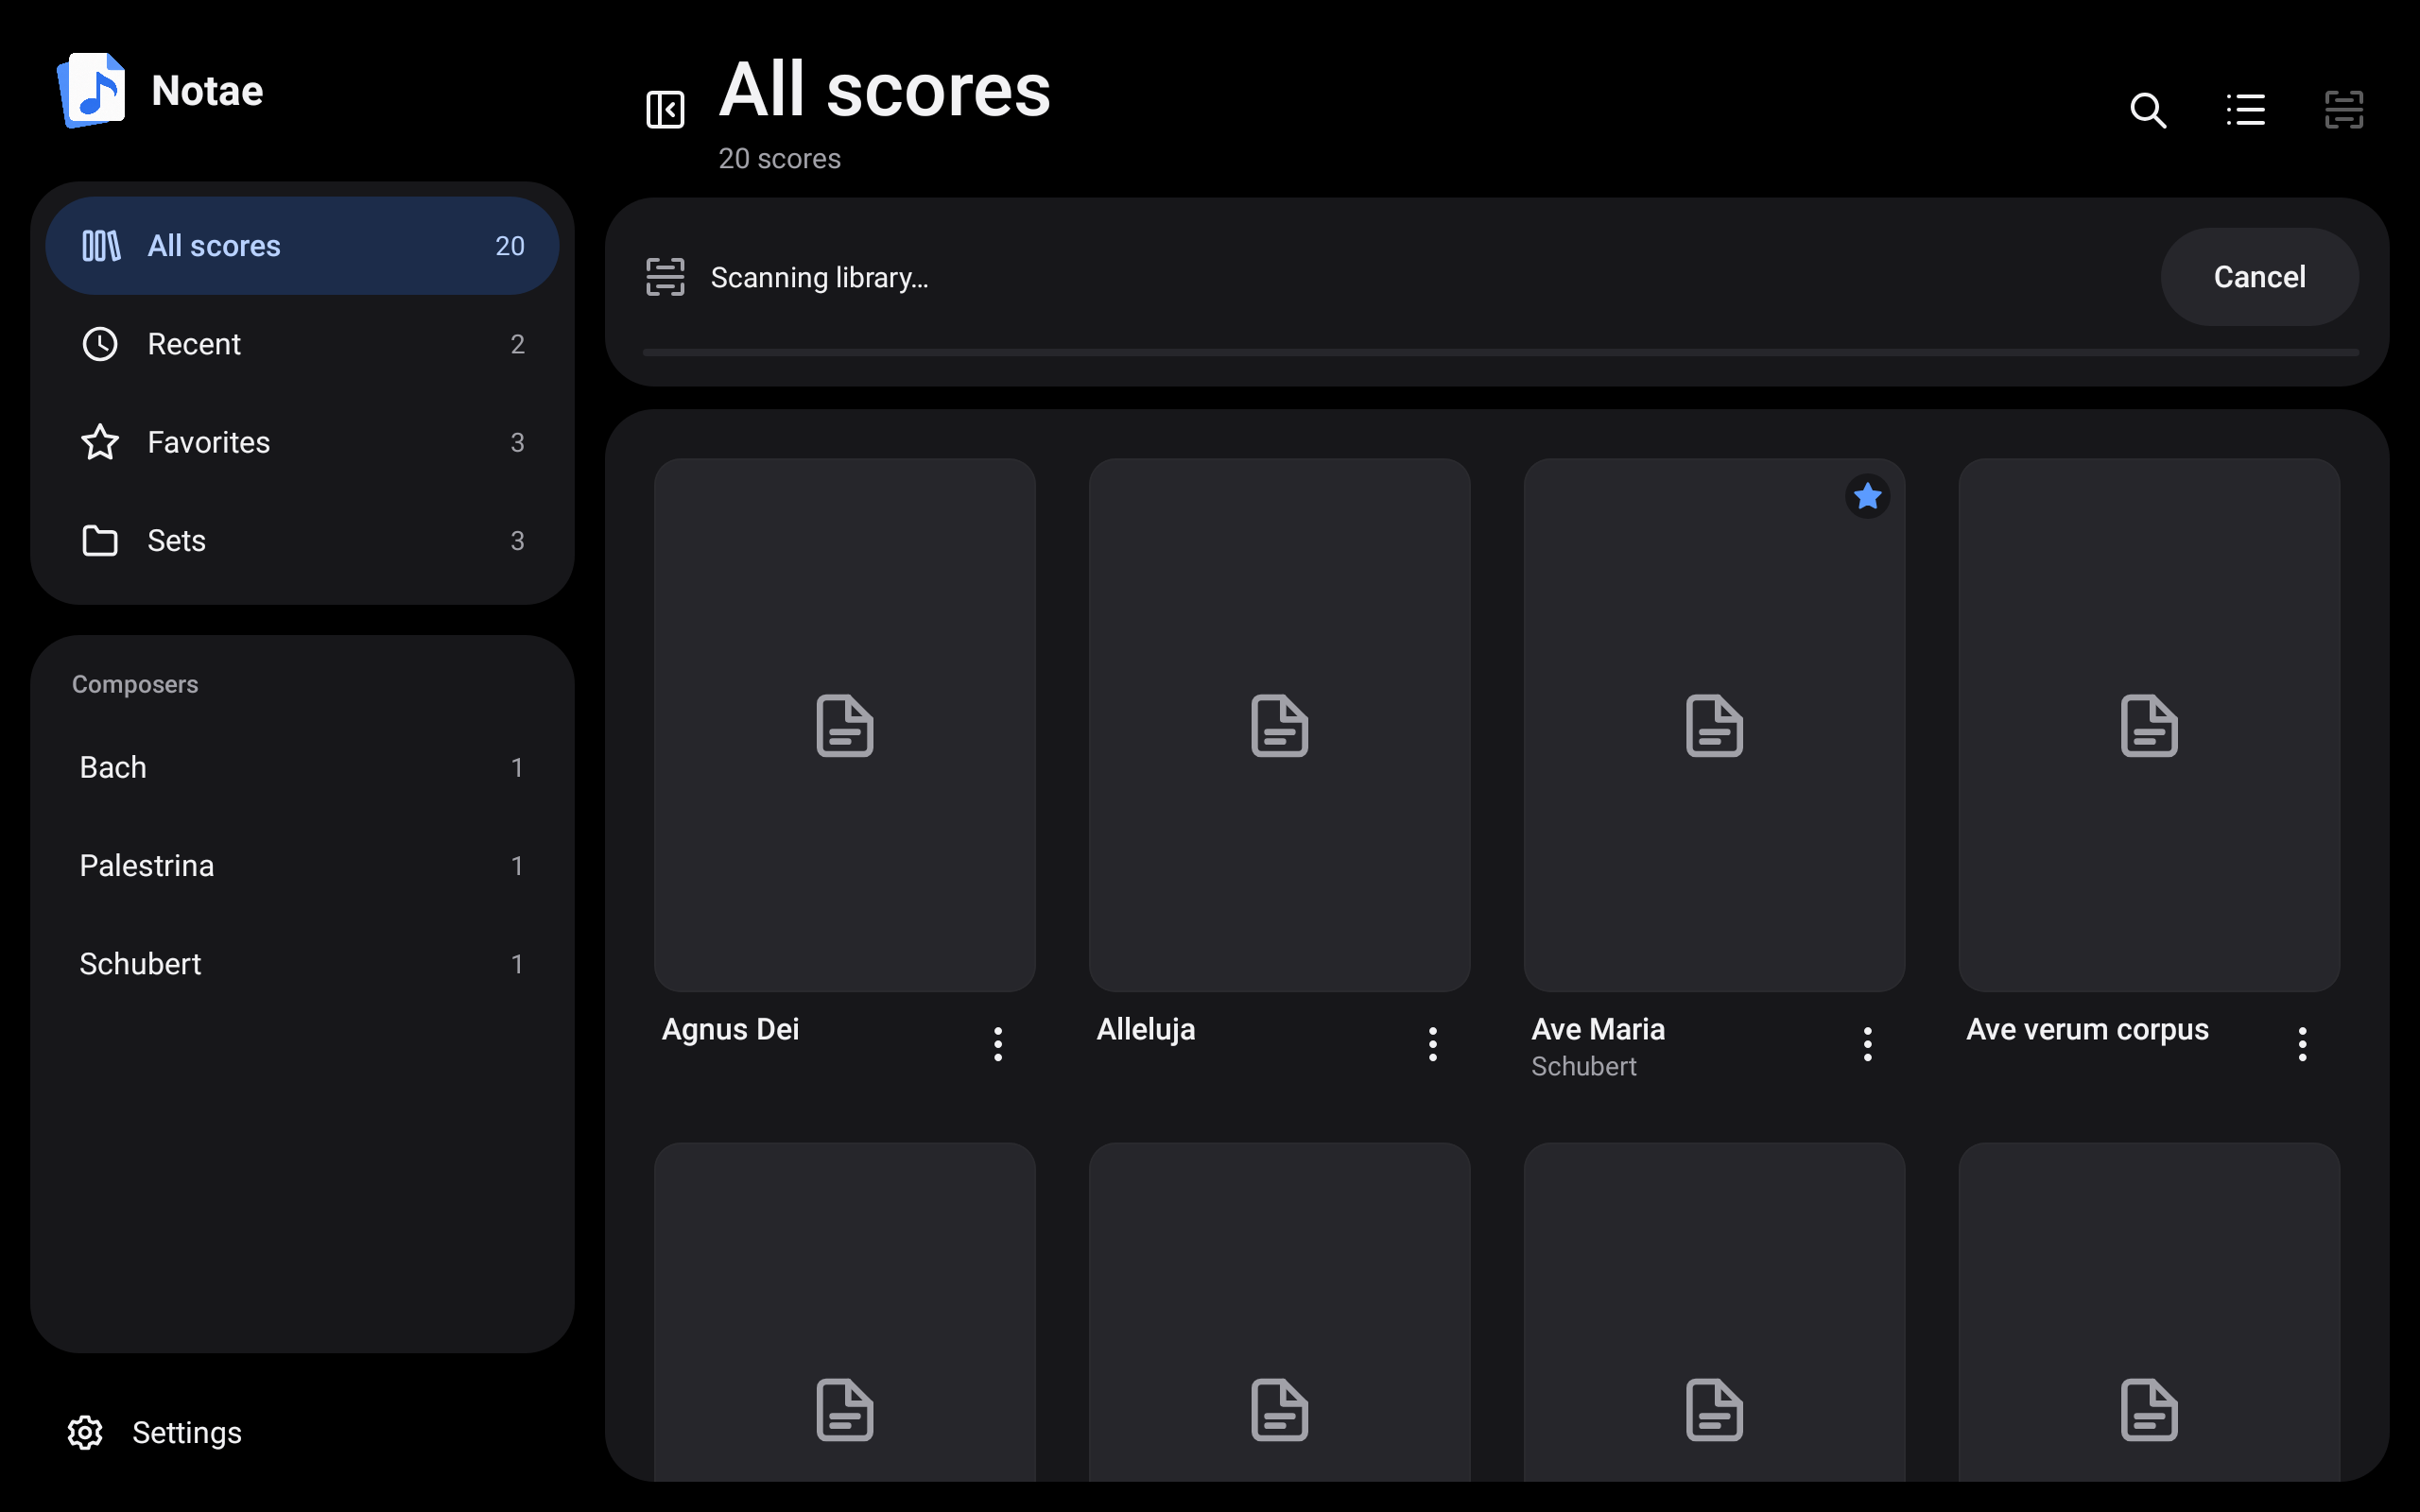 Notae
All scores
20 scores
All scores 20
Recent 2
Favorites 3
Sets 3
Composers
Bach 1
Palestrina 1
Schubert 1
Settings
Scanning library...
Cancel
Agnus Dei
Alleluja
Ave Maria
Schubert
Ave verum corpus